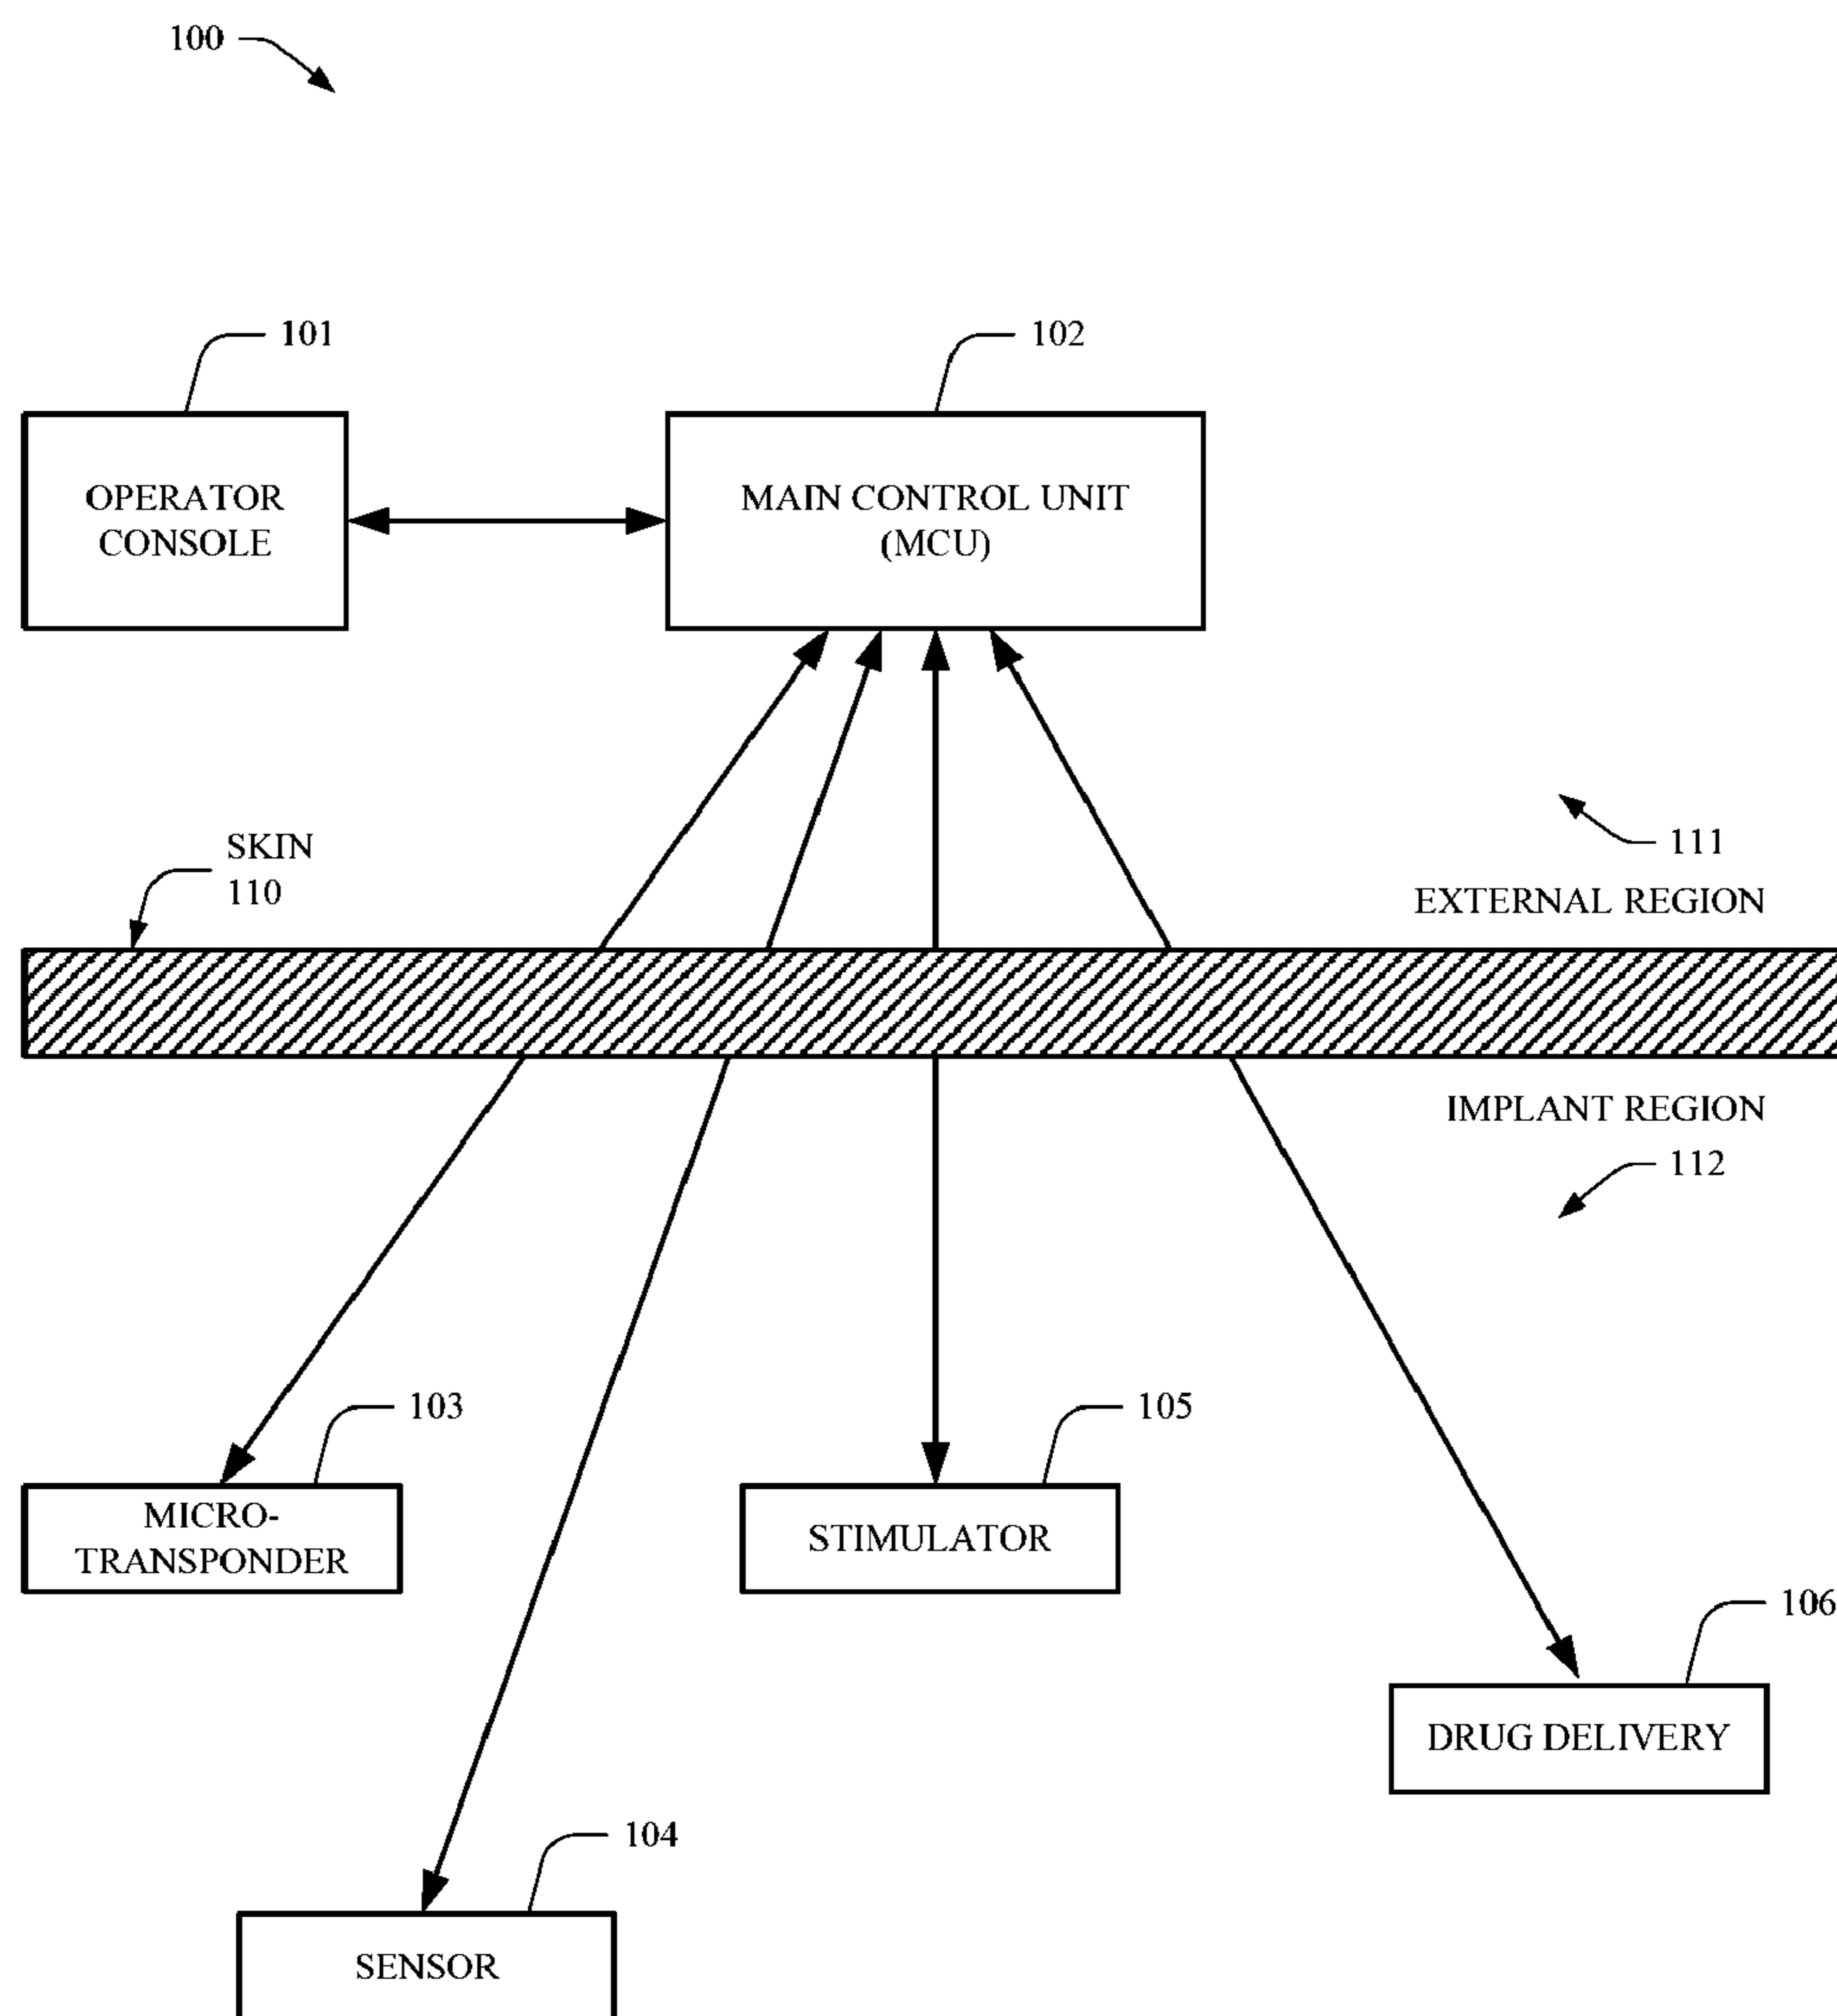 100
101
102
OPERATOR
CONSOLE
MAIN CONTROL UNIT
(MCU)
SKIN
110
111
EXTERNAL REGION
IMPLANT REGION
112
103
105
MICRO-
TRANSPONDER
STIMULATOR
106
DRUG DELIVERY
104
SENSOR